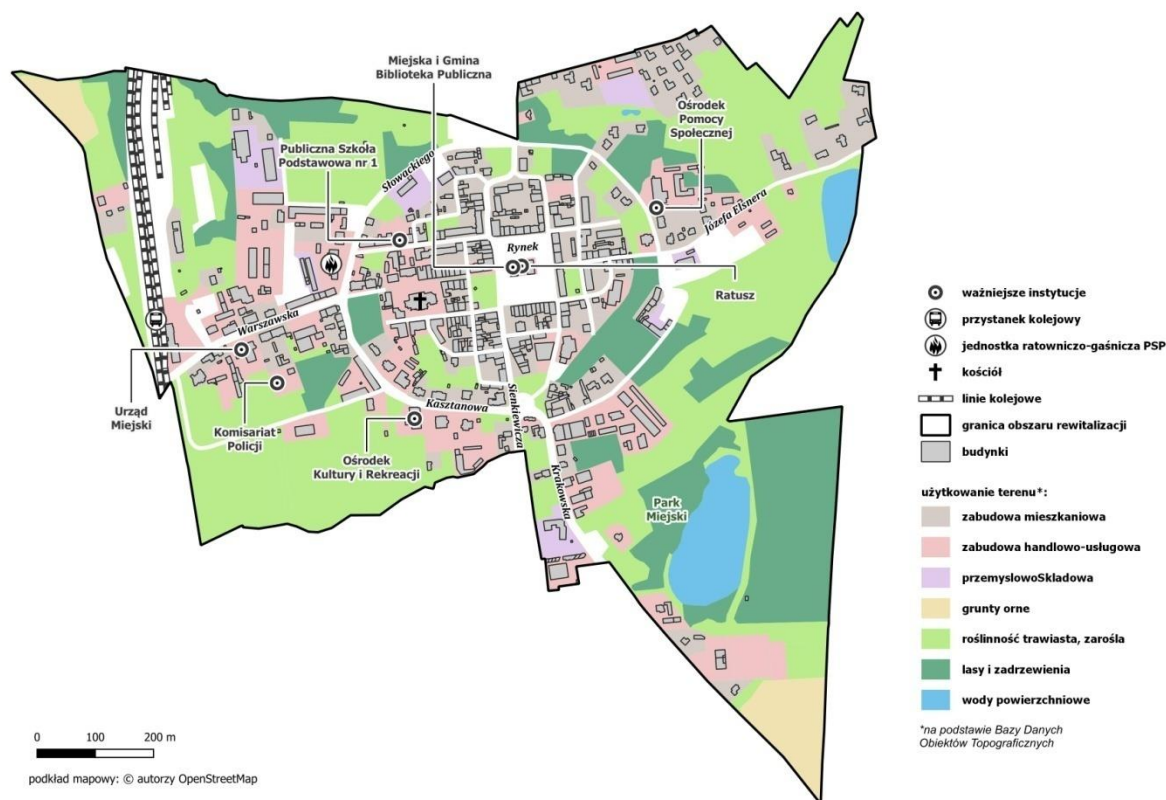 Miejska i Gmina
Biblioteka Publiczna
Ośrodek
Pomocy
Społecznej
Publiczna Szkoła
Podstawowa nr 1
Słowackiego
Józefa Elsnera
Rynek
Ratusz
Warszawska
Urząd
Miejski
Komisariat
Policji
Kasztanowa
Sienkiewicza
Ośrodek
Kultury i Rekreacji
Krakowska
Park
Miejski
ważniejsze instytucje
przystanek kolejowy
jednostka ratowniczo-gaśnicza PSP
kościół
linie kolejowe
granica obszaru rewitalizacji
budynki
użytkowanie terenu*:
zabudowa mieszkaniowa
zabudowa handlowo-usługowa
przemysłowoSkładowa
grunty orne
roślinność trawiasta, zarośla
lasy i zadrzewienia
wody powierzchniowe
*na podstawie Bazy Danych
Obiektów Topograficznych
0 100 200 m
podkład mapowy: © autorzy OpenStreetMap